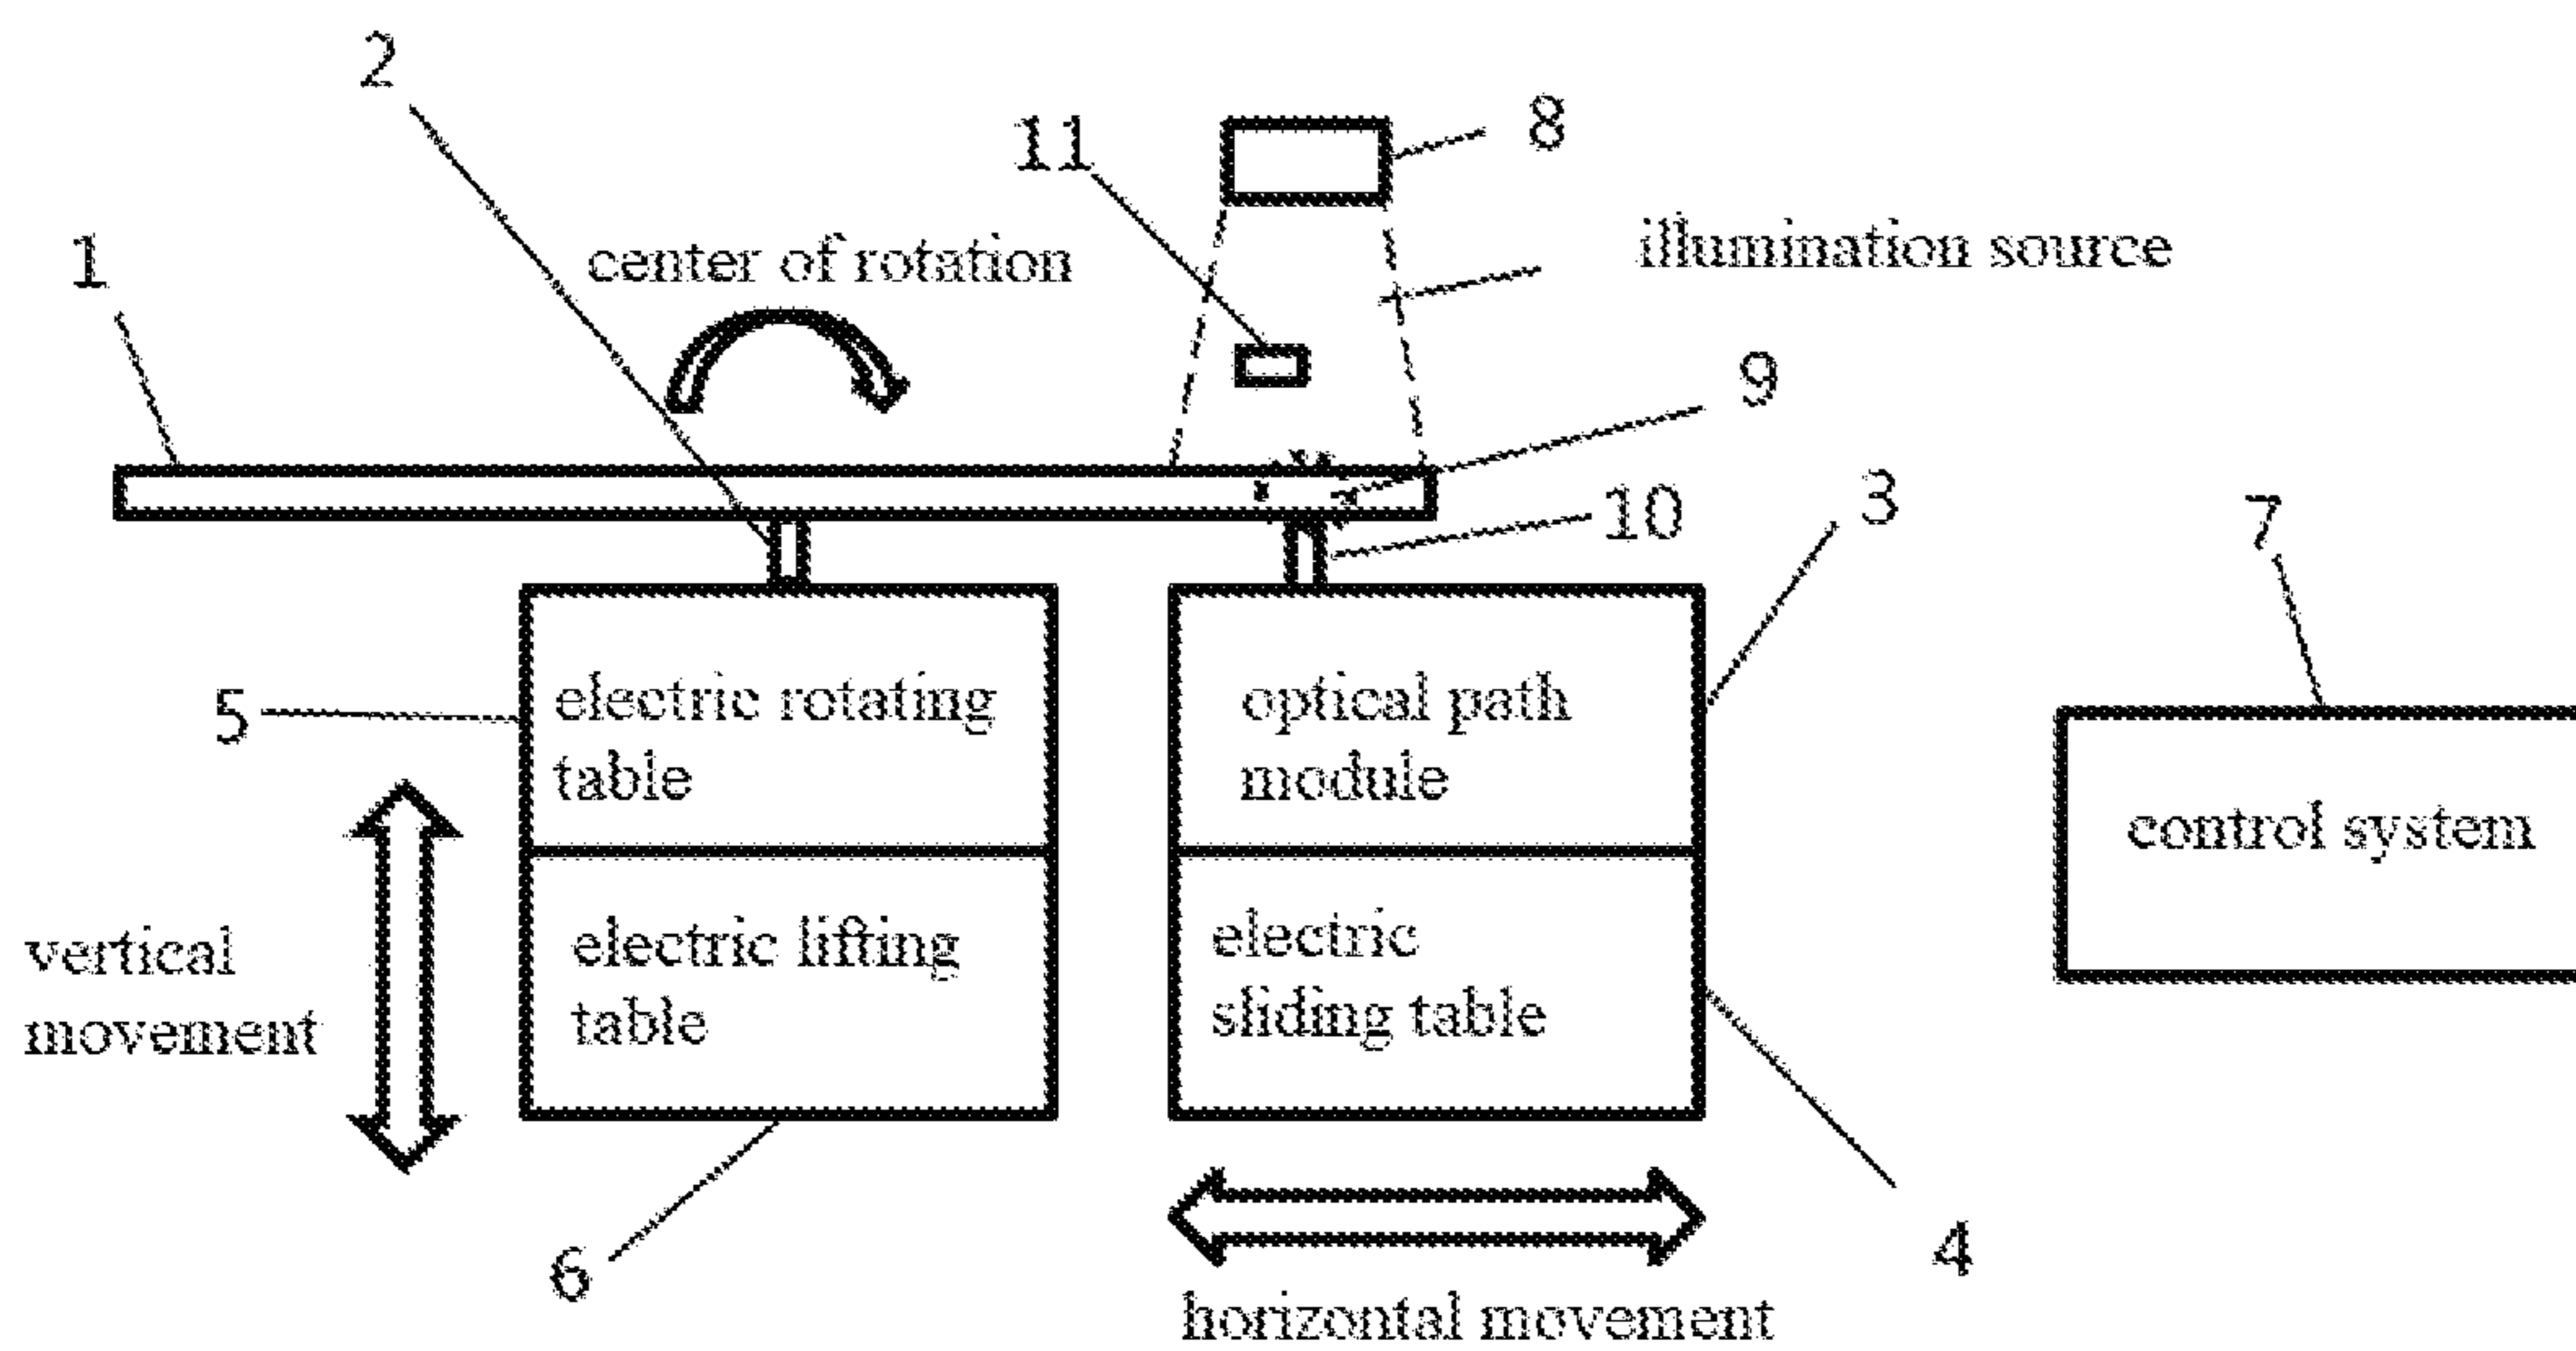 2
8
11
illumination source
center of rotation
1
9
10
3
7
5
electric rotating
table
optical path
module
control system
vertical
movement
electric lifting
table
electric
sliding table
6
4
horizontal movement